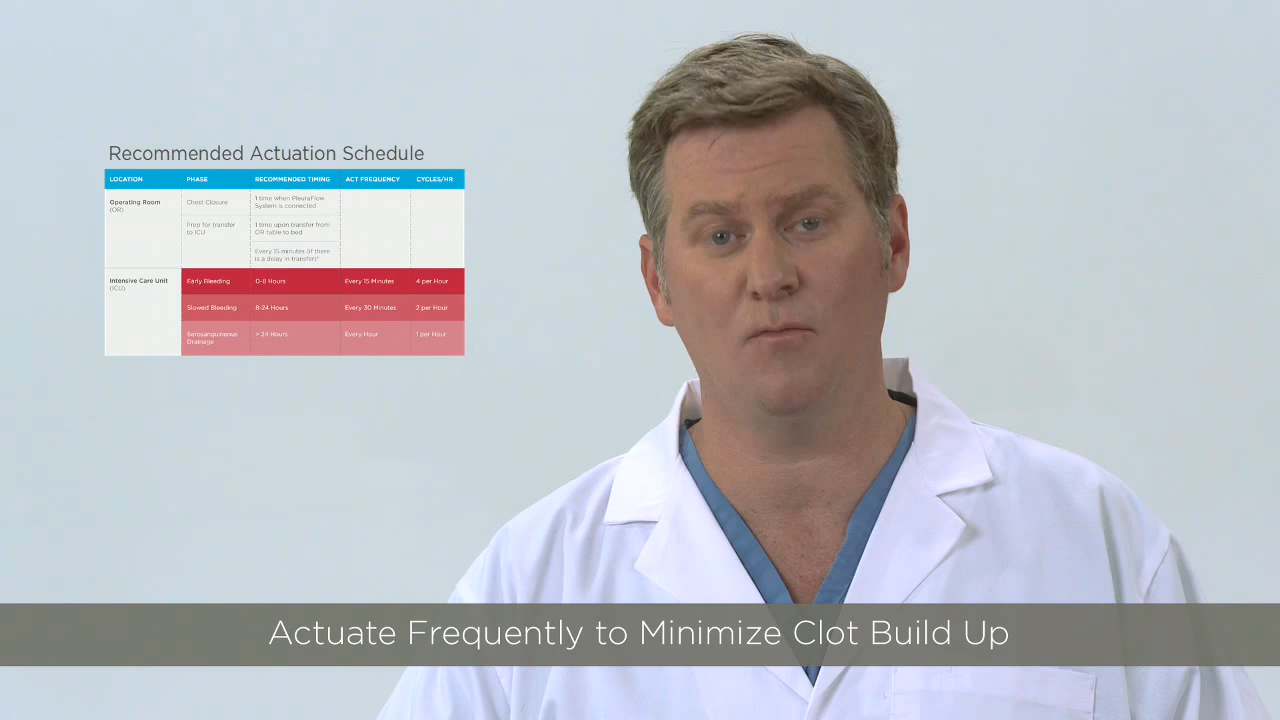 Recommended Actuation Schedule
LOCATION PHASE RECOMMENDED TIMING ACT FREQUENCY CYCLES/HR
Operating Room
(OR)
Chest Closure
1 time when PleuraFlow
System is connected
Prep for transfer
to ICU
1 time upon transfer from
OR table to bed
Every 15 minutes (if there
is a delay in transfer)*
Intensive Care Unit
(ICU)
Early Bleeding 0-8 Hours Every 15 Minutes 4 per Hour
Slowed Bleeding 8-24 Hours Every 30 Minutes 2 per Hour
Serosanguineous
Drainage
> 24 Hours Every Hour 1 per Hour
Actuate Frequently to Minimize Clot Build Up